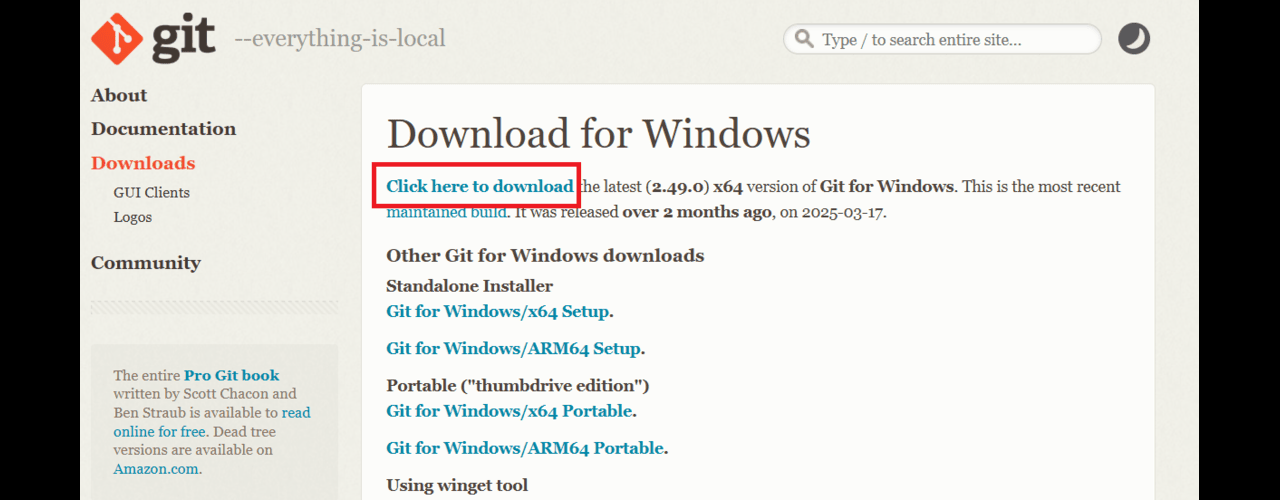 git --everything-is-local
Type / to search entire site...
About
Documentation
Downloads
GUI Clients
Logos
Community
The entire Pro Git book
written by Scott Chacon and
Ben Straub is available to read
online for free. Dead tree
versions are available on
Amazon.com.
Download for Windows
Click here to download the latest (2.49.0) x64 version of Git for Windows. This is the most recent
maintained build. It was released over 2 months ago, on 2025-03-17.
Other Git for Windows downloads
Standalone Installer
Git for Windows/x64 Setup.
Git for Windows/ARM64 Setup.
Portable ("thumbdrive edition")
Git for Windows/x64 Portable.
Git for Windows/ARM64 Portable.
Using winget tool